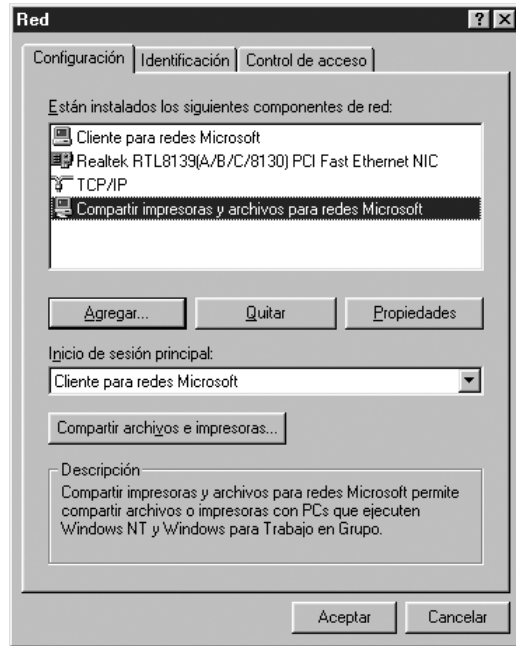 Red
Configuración Identificación Control de acceso
Están instalados los siguientes componentes de red:
Cliente para redes Microsoft
Realtek RTL8139(A/B/C/8130) PCI Fast Ethernet NIC
TCP/IP
Compartir impresoras y archivos para redes Microsoft
Agregar... Quitar Propiedades
Inicio de sesión principal:
Cliente para redes Microsoft
Compartir archivos e impresoras...
Descripción
Compartir impresoras y archivos para redes Microsoft permite
compartir archivos o impresoras con PCs que ejecuten
Windows NT y Windows para Trabajo en Grupo.
Aceptar Cancelar